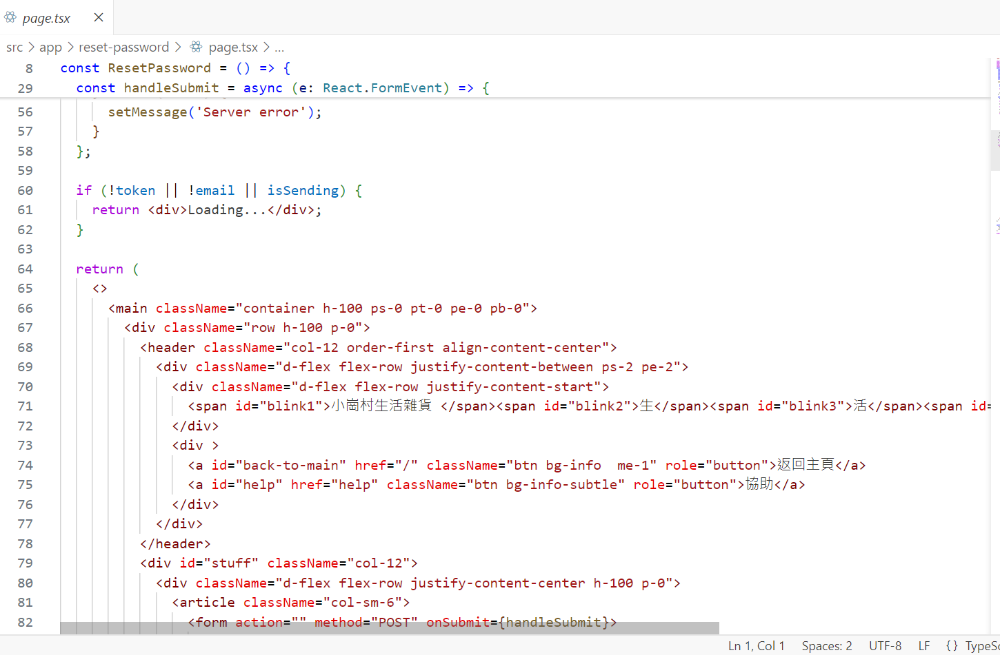 page.tsx
src > app > reset-password > page.tsx > ...
8 const ResetPassword = () => {
29 const handleSubmit = async (e: React.FormEvent) => {
56 setMessage('Server error');
57 }
58 };
59
60 if (!token || !email || isSending) {
61 return <div>Loading...</div>;
62 }
63
64 return (
65 <>
66 <main className="container h-100 ps-0 pt-0 pe-0 pb-0">
67 <div className="row h-100 p-0">
68 <header className="col-12 order-first align-content-center">
69 <div className="d-flex flex-row justify-content-between ps-2 pe-2">
70 <div className="d-flex flex-row justify-content-start">
71 <span id="blink1">小崗村生活雜貨 </span><span id="blink2">生</span><span id="blink3">活</span><span id=
72 </div>
73 <div >
74 <a id="back-to-main" href="/" className="btn bg-info  me-1" role="button">返回主頁</a>
75 <a id="help" href="help" className="btn bg-info-subtle" role="button">協助</a>
76 </div>
77 </div>
78 </header>
79 <div id="stuff" className="col-12">
80 <div className="d-flex flex-row justify-content-center h-100 p-0">
81 <article className="col-sm-6">
82 <form action="" method="POST" onSubmit={handleSubmit}>
Ln 1, Col 1 Spaces: 2 UTF-8 LF {} TypeSc